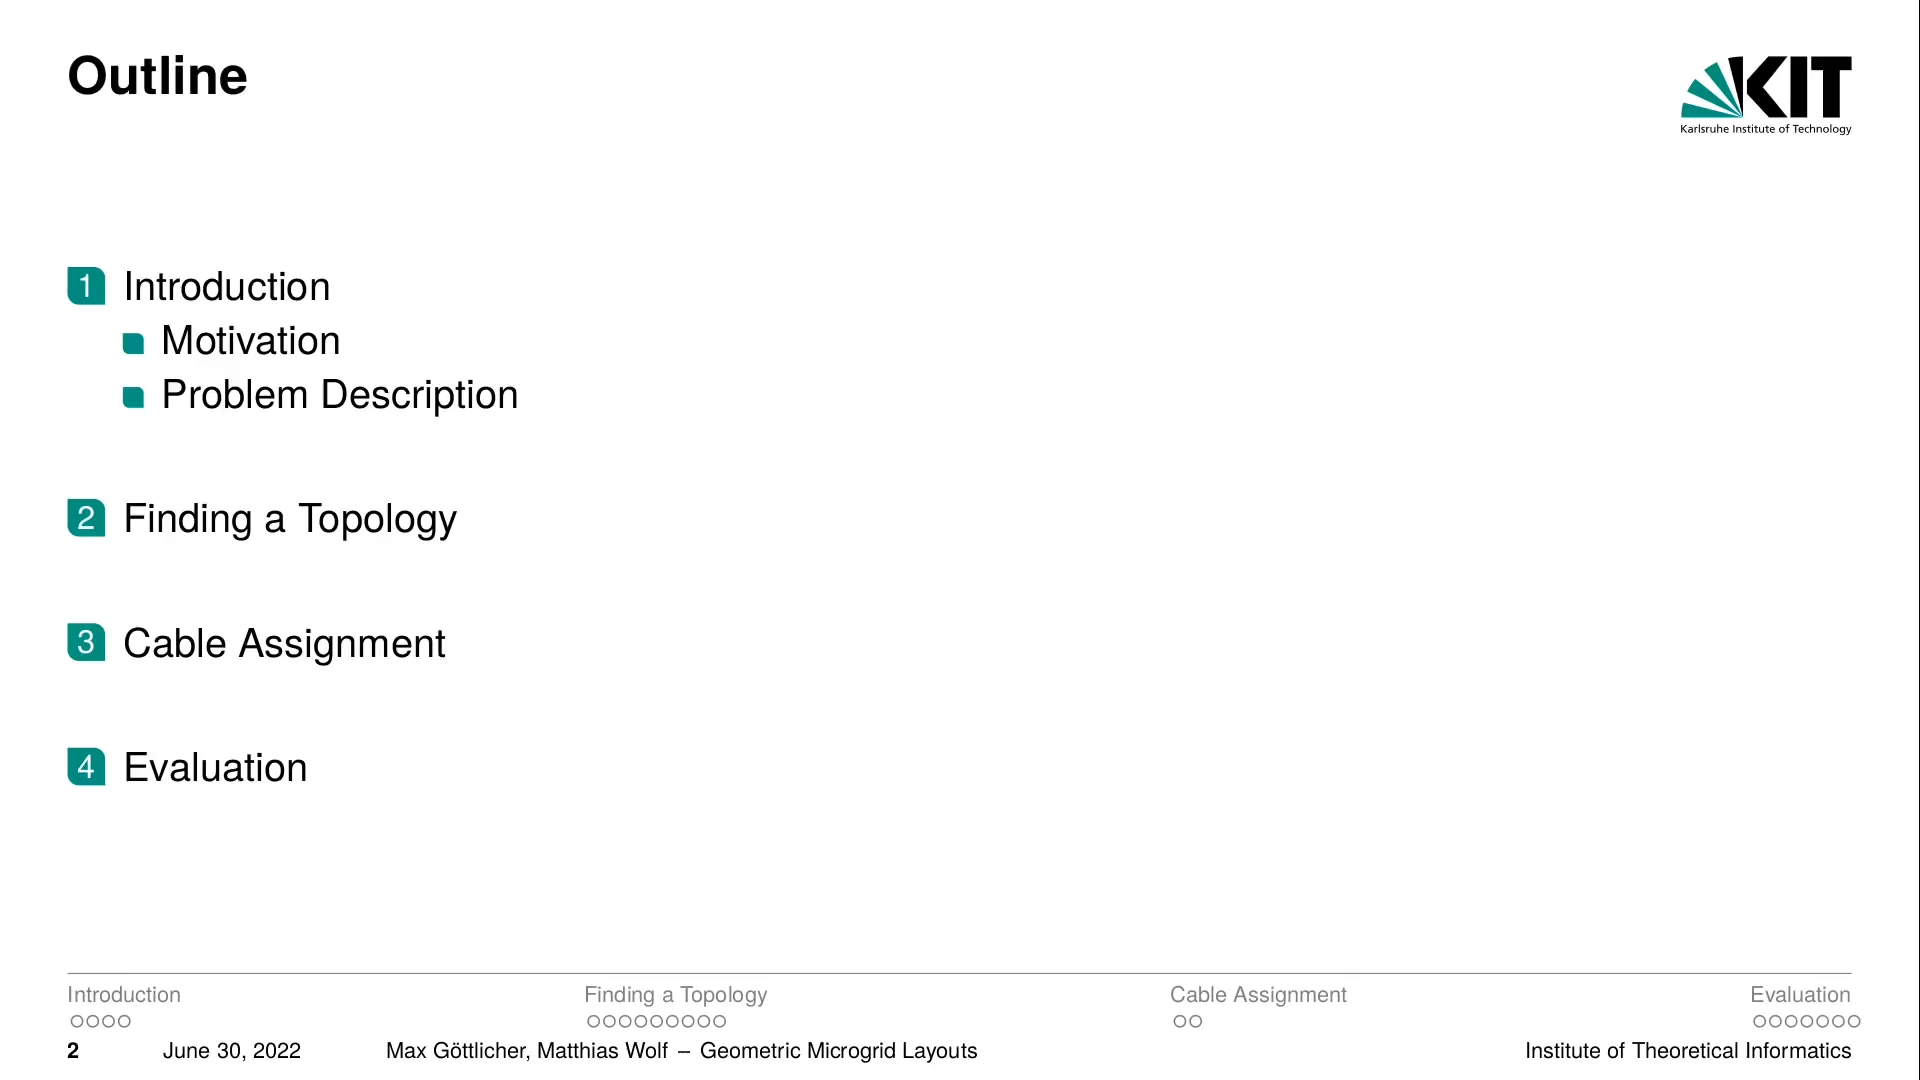 Outline
KIT
Karlsruhe Institute of Technology
1 Introduction
Motivation
Problem Description
2 Finding a Topology
3 Cable Assignment
4 Evaluation
Introduction Finding a Topology Cable Assignment Evaluation
2 June 30, 2022 Max Göttlicher, Matthias Wolf – Geometric Microgrid Layouts Institute of Theoretical Informatics